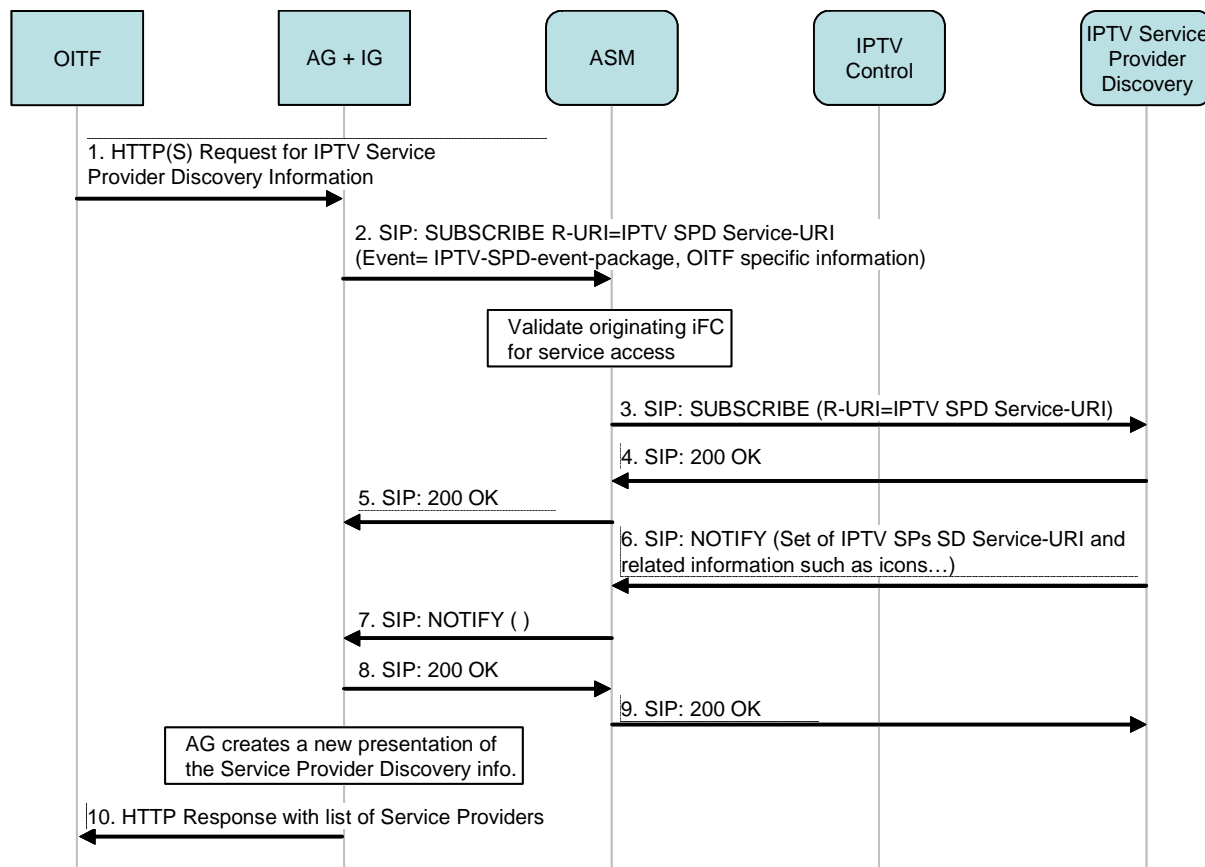 OITF
AG + IG
ASM
IPTV
Control
IPTV Service
Provider
Discovery
1. HTTP(S) Request for IPTV Service
Provider Discovery Information
2. SIP: SUBSCRIBE R-URI=IPTV SPD Service-URI
(Event= IPTV-SPD-event-package, OITF specific information)
Validate originating iFC
for service access
3. SIP: SUBSCRIBE (R-URI=IPTV SPD Service-URI)
4. SIP: 200 OK
5. SIP: 200 OK
6. SIP: NOTIFY (Set of IPTV SPs SD Service-URI and
related information such as icons…)
7. SIP: NOTIFY ( )
8. SIP: 200 OK
9. SIP: 200 OK
AG creates a new presentation of
the Service Provider Discovery info.
10. HTTP Response with list of Service Providers